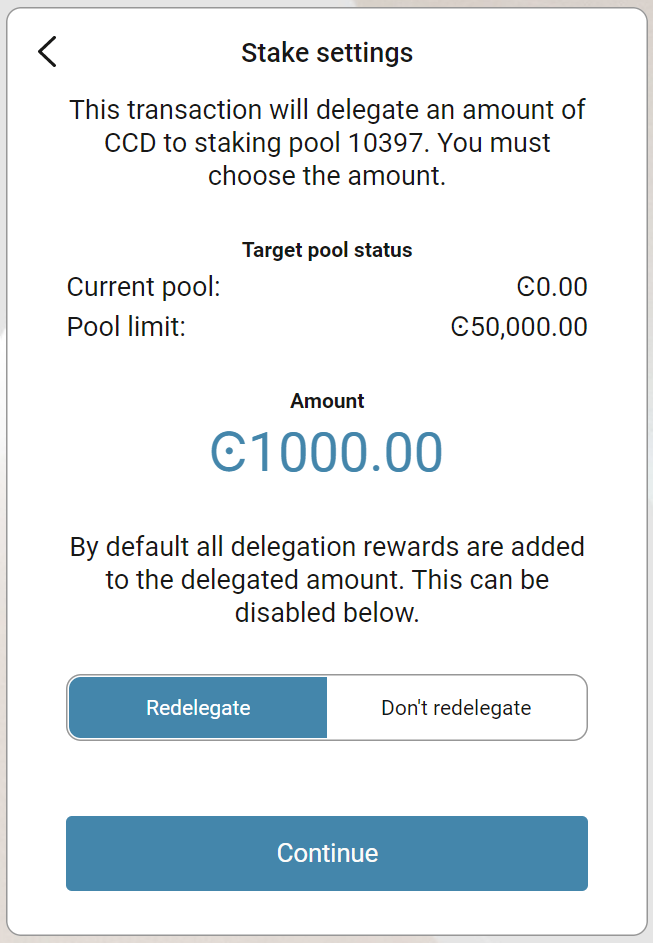 Stake settings
This transaction will delegate an amount of
CCD to staking pool 10397. You must
choose the amount.
Target pool status
Current pool: Ͼ0.00
Pool limit: Ͼ50,000.00
Amount
Ͼ1000.00
By default all delegation rewards are added
to the delegated amount. This can be
disabled below.
Redelegate Don't redelegate
Continue